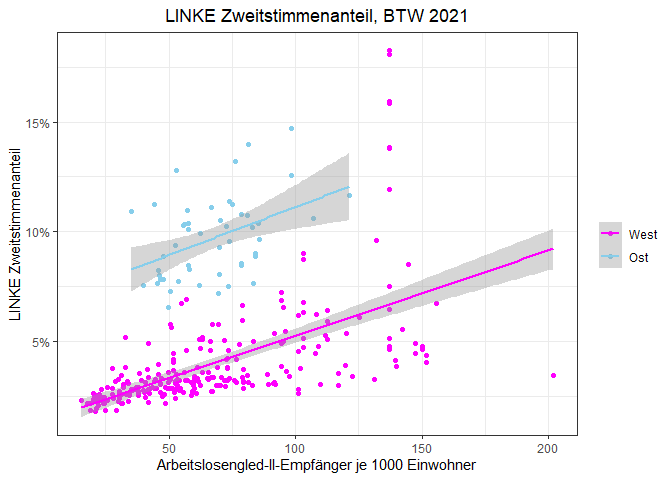 LINKE Zweitstimmenanteil, BTW 2021
LINKE Zweitstimmenanteil
15%
10%
5%
50
100
150
200
Arbeitslosengled-II-Empfänger je 1000 Einwohner
West
Ost